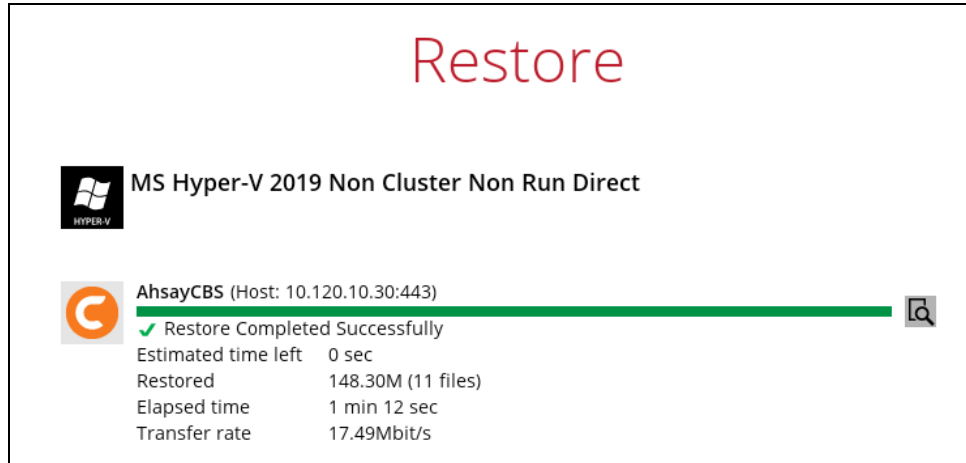 Restore
MS Hyper-V 2019 Non Cluster Non Run Direct
HYPER-V
AhsayCBS (Host: 10.120.10.30:443)
Restore Completed Successfully
Estimated time left 0 sec
Restored 148.30M (11 files)
Elapsed time 1 min 12 sec
Transfer rate 17.49Mbit/s